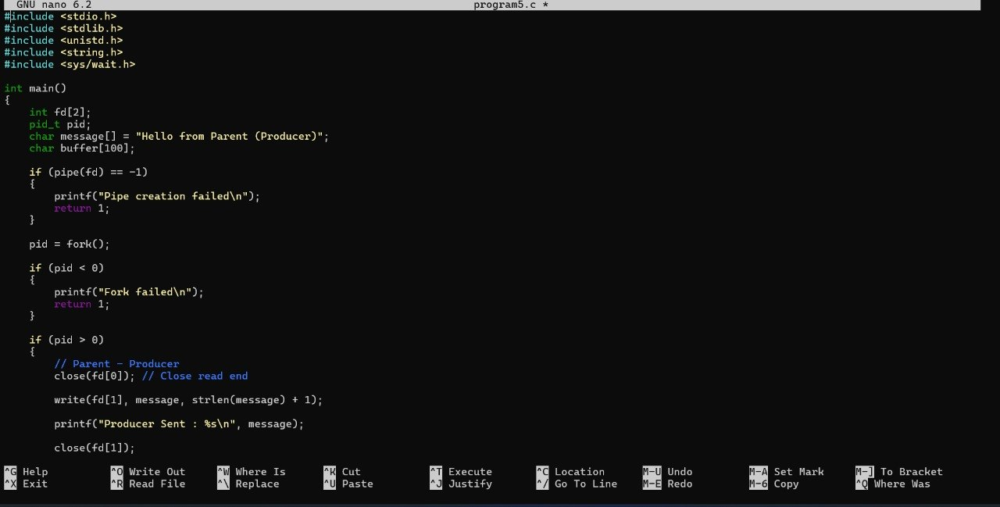 GNU nano 6.2 program5.c *
#include <stdio.h>
#include <stdlib.h>
#include <unistd.h>
#include <string.h>
#include <sys/wait.h>
int main()
{
    int fd[2];
    pid_t pid;
    char message[] = "Hello from Parent (Producer)";
    char buffer[100];
    if (pipe(fd) == -1)
    {
        printf("Pipe creation failed\n");
        return 1;
    }
    pid = fork();
    if (pid < 0)
    {
        printf("Fork failed\n");
        return 1;
    }
    if (pid > 0)
    {
        // Parent - Producer
        close(fd[0]); // Close read end
        write(fd[1], message, strlen(message) + 1);
        printf("Producer Sent : %s\n", message);
        close(fd[1]);
^G Help ^O Write Out ^W Where Is ^K Cut ^T Execute ^C Location M-U Undo M-A Set Mark M-] To Bracket
^X Exit ^R Read File ^\ Replace ^U Paste ^J Justify ^/ Go To Line M-E Redo M-6 Copy ^Q Where Was